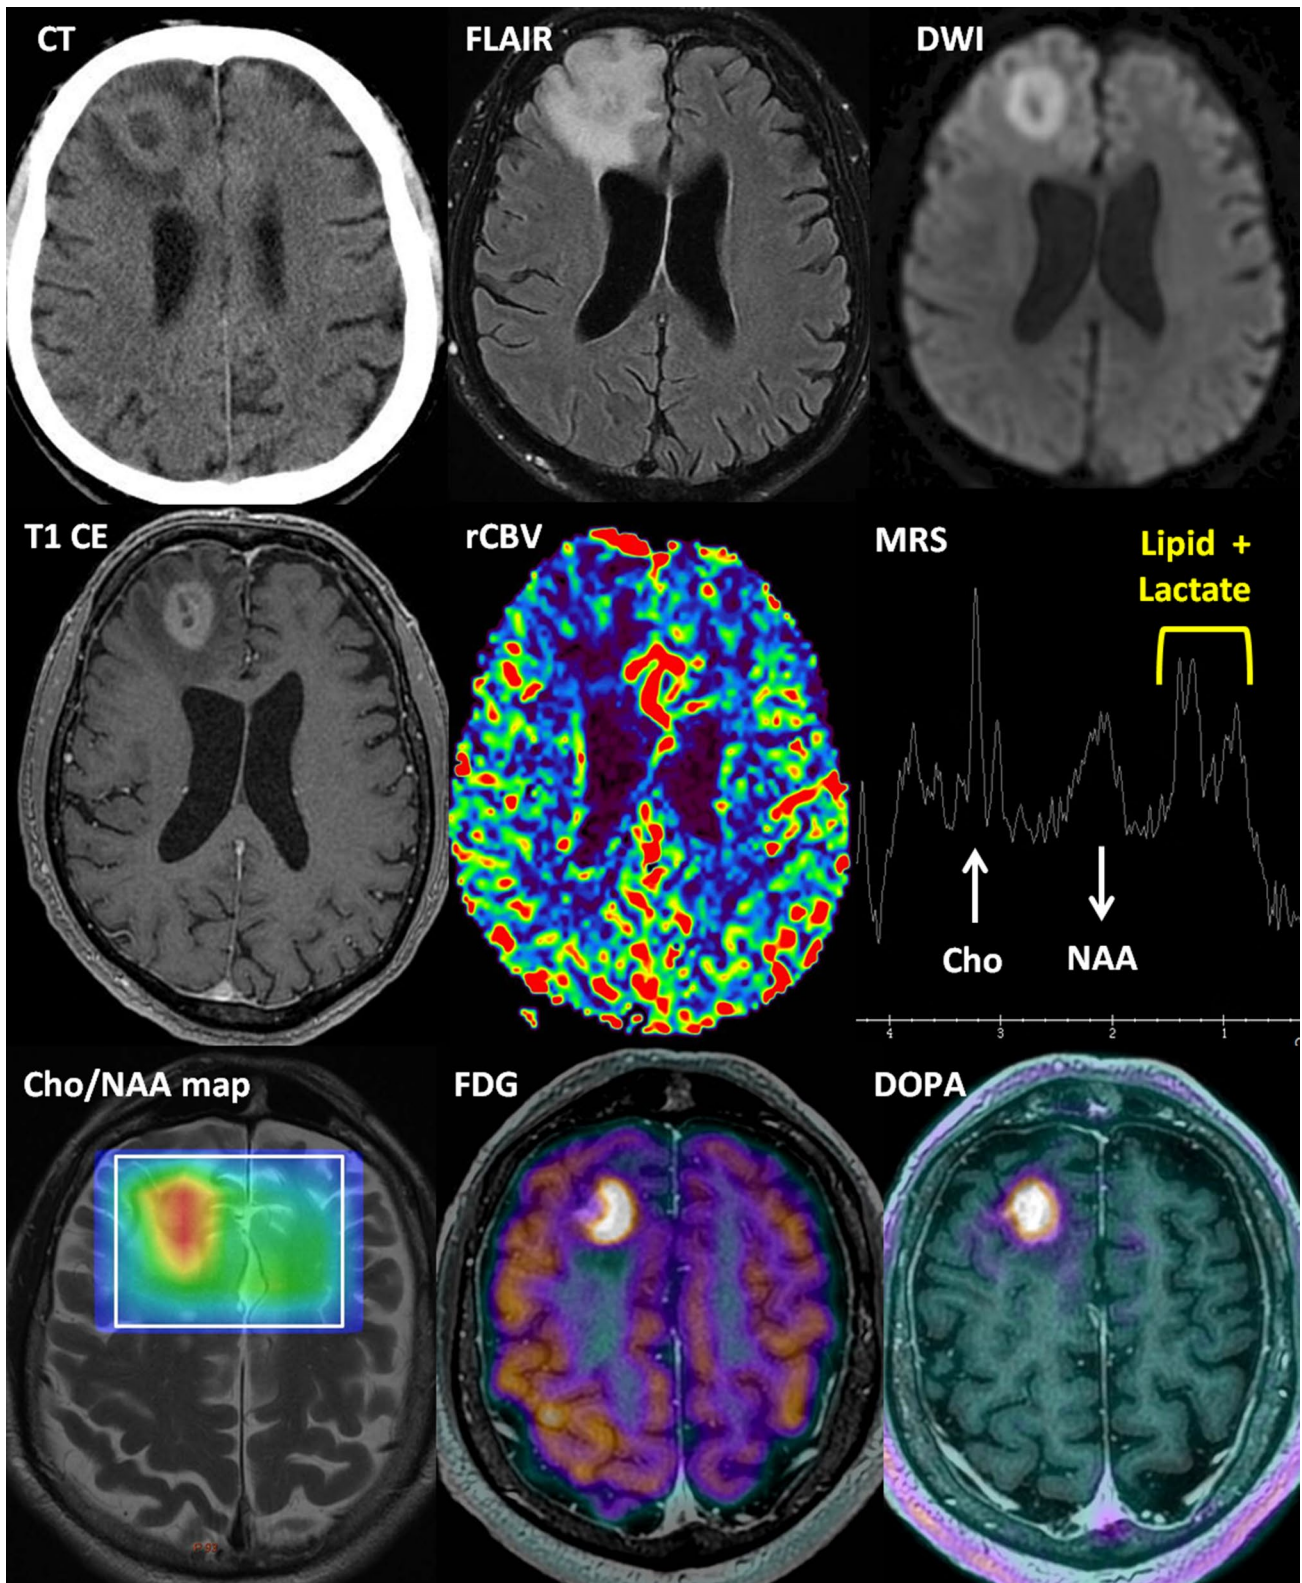 CT
FLAIR
DWI
T1 CE
rCBV
MRS
Lipid +
Lactate
Cho
NAA
4 3 2 1
Cho/NAA map
FDG
DOPA